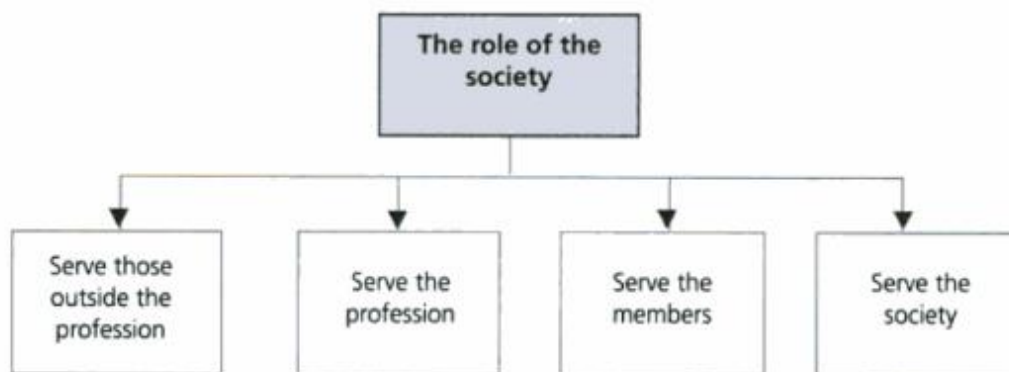 The role of the
society
Serve those
outside the
profession
Serve the
profession
Serve the
members
Serve the
society